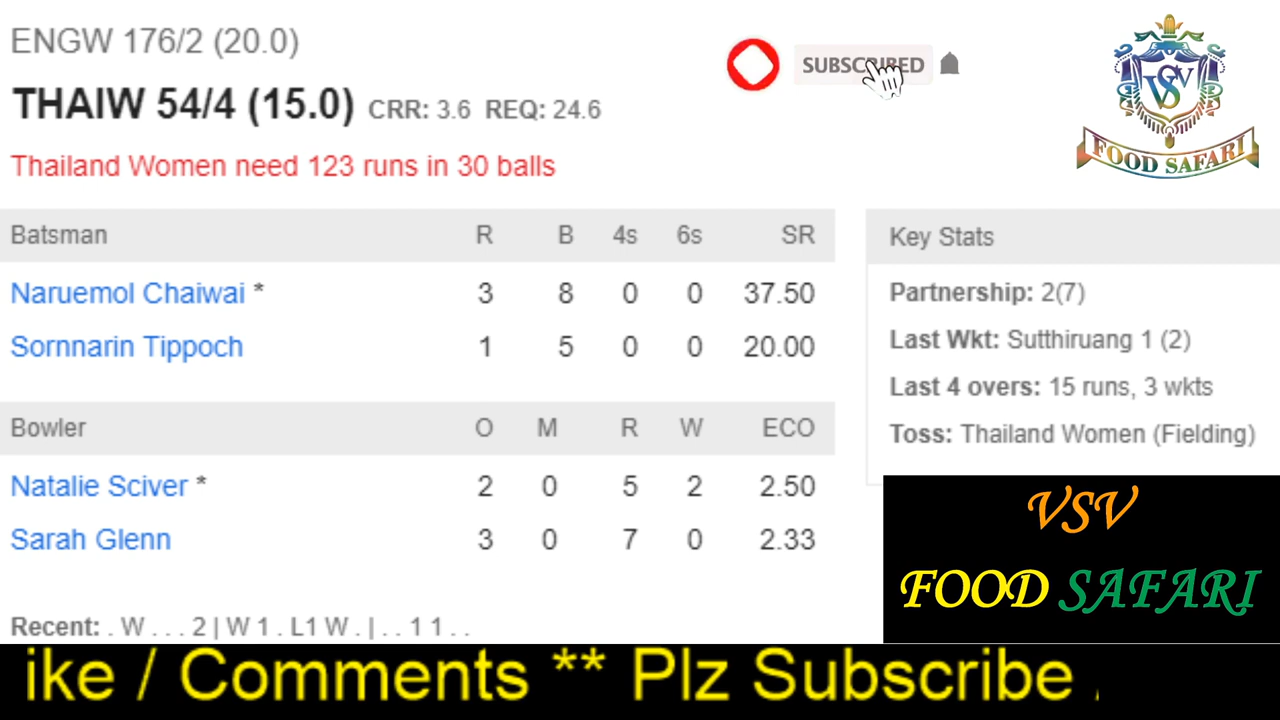 ENGW 176/2 (20.0)
THAIW 54/4 (15.0) CRR: 3.6 REQ: 24.6
Thailand Women need 123 runs in 30 balls
SUBSCRIBED
VSV
FOOD SAFARI
Batsman R B 4s 6s SR
Naruemol Chaiwai * 3 8 0 0 37.50
Sornnarin Tippoch 1 5 0 0 20.00
Bowler O M R W ECO
Natalie Sciver * 2 0 5 2 2.50
Sarah Glenn 3 0 7 0 2.33
Recent: . W . . . 2 | W 1 . L1 W . | . . 1 1 . .
Key Stats
Partnership: 2(7)
Last Wkt: Sutthiruang 1 (2)
Last 4 overs: 15 runs, 3 wkts
Toss: Thailand Women (Fielding)
VSV
FOOD SAFARI
ike / Comments ** Plz Subscribe